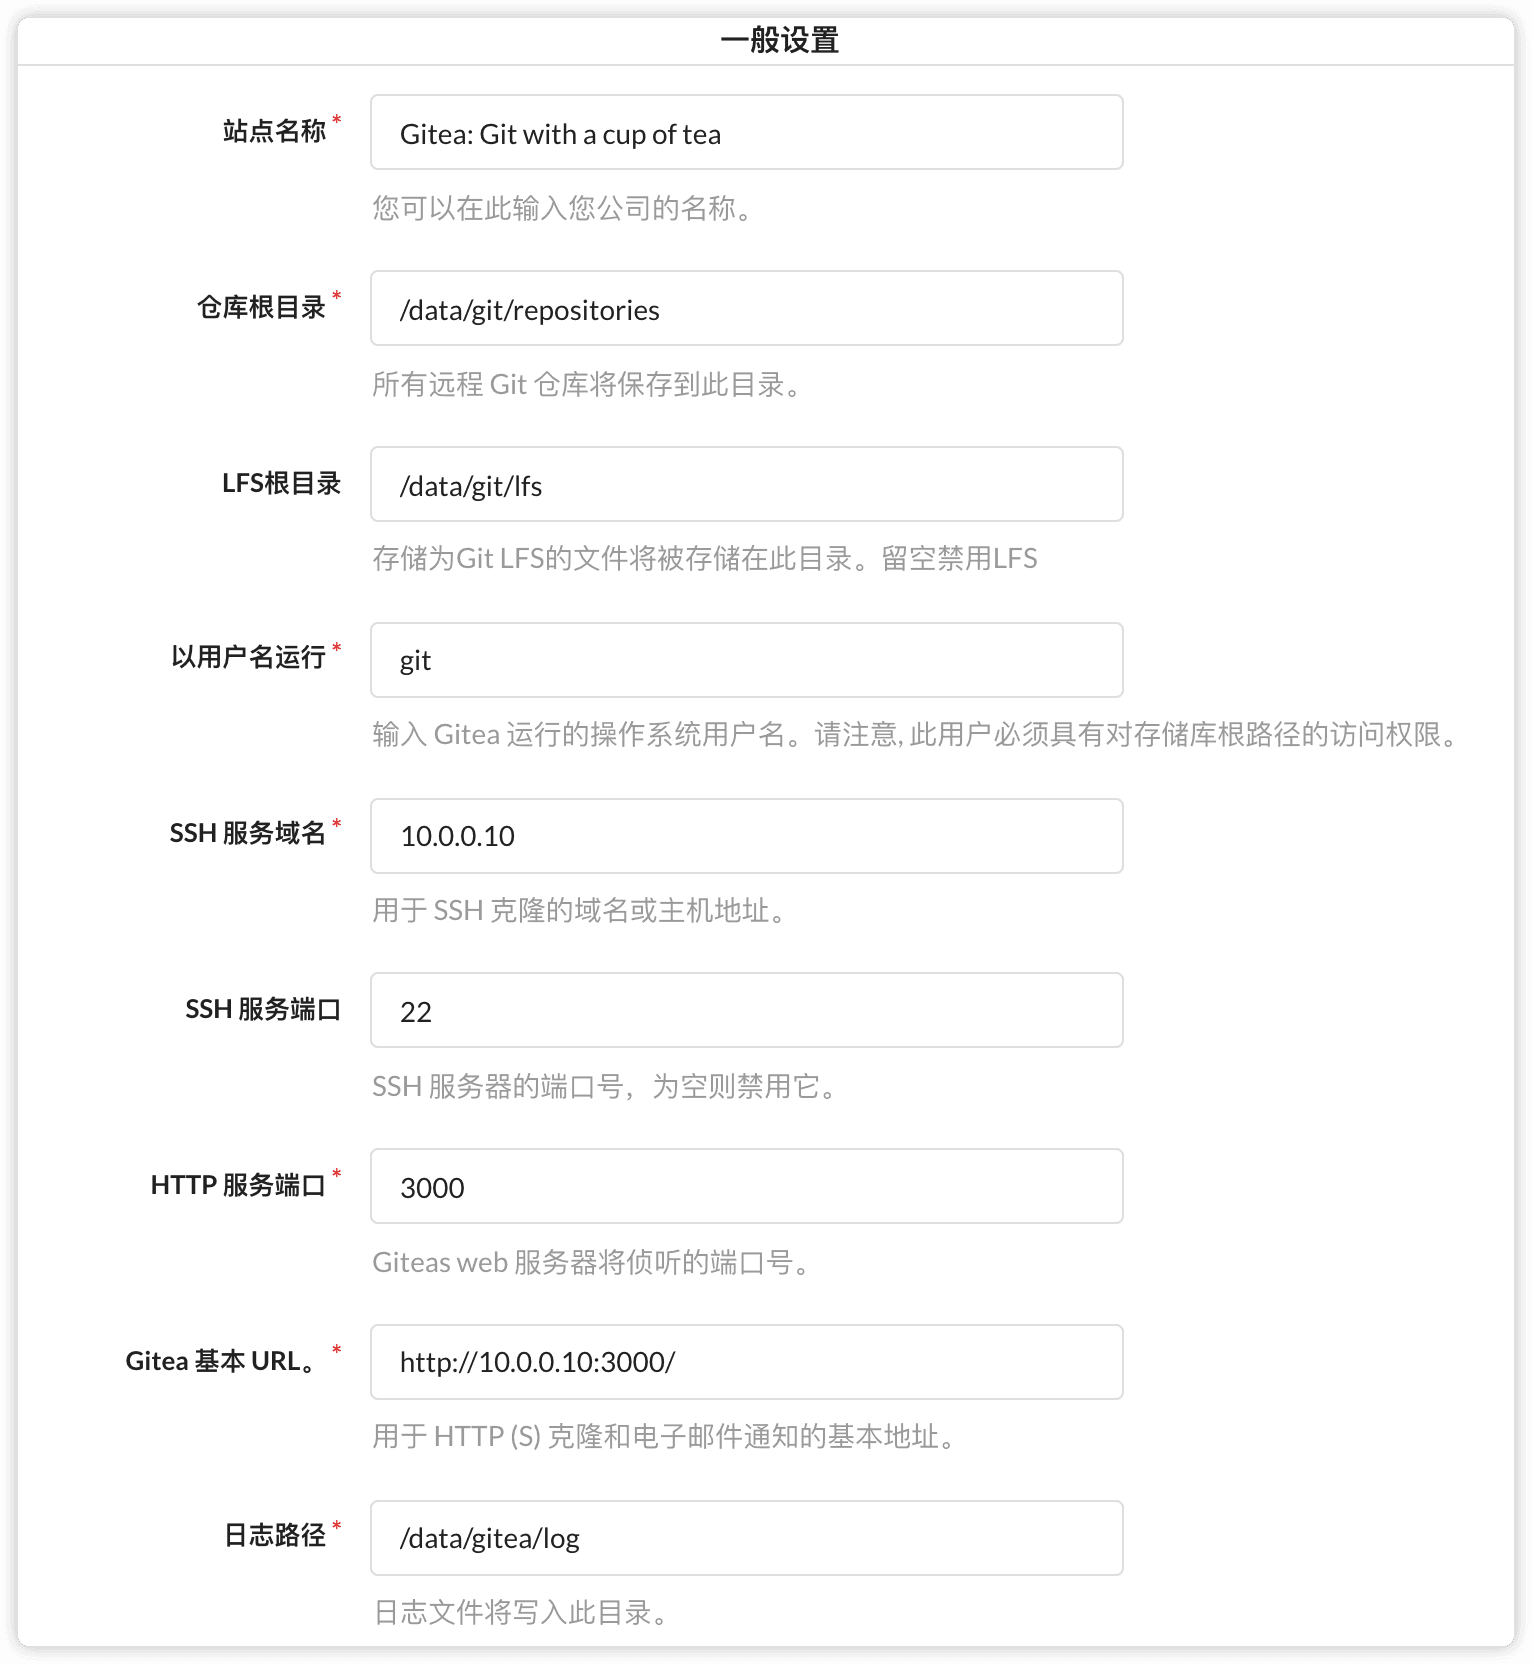 一般设置
站点名称*
Gitea: Git with a cup of tea
您可以在此输入您公司的名称。
仓库根目录*
/data/git/repositories
所有远程 Git 仓库将保存到此目录。
LFS根目录
/data/git/lfs
存储为Git LFS的文件将被存储在此目录。留空禁用LFS
以用户名运行*
git
输入 Gitea 运行的操作系统用户名。请注意, 此用户必须具有对存储库根路径的访问权限。
SSH 服务域名*
10.0.0.10
用于 SSH 克隆的域名或主机地址。
SSH 服务端口
22
SSH 服务器的端口号，为空则禁用它。
HTTP 服务端口*
3000
Giteas web 服务器将侦听的端口号。
Gitea 基本 URL。*
http://10.0.0.10:3000/
用于 HTTP (S) 克隆和电子邮件通知的基本地址。
日志路径*
/data/gitea/log
日志文件将写入此目录。